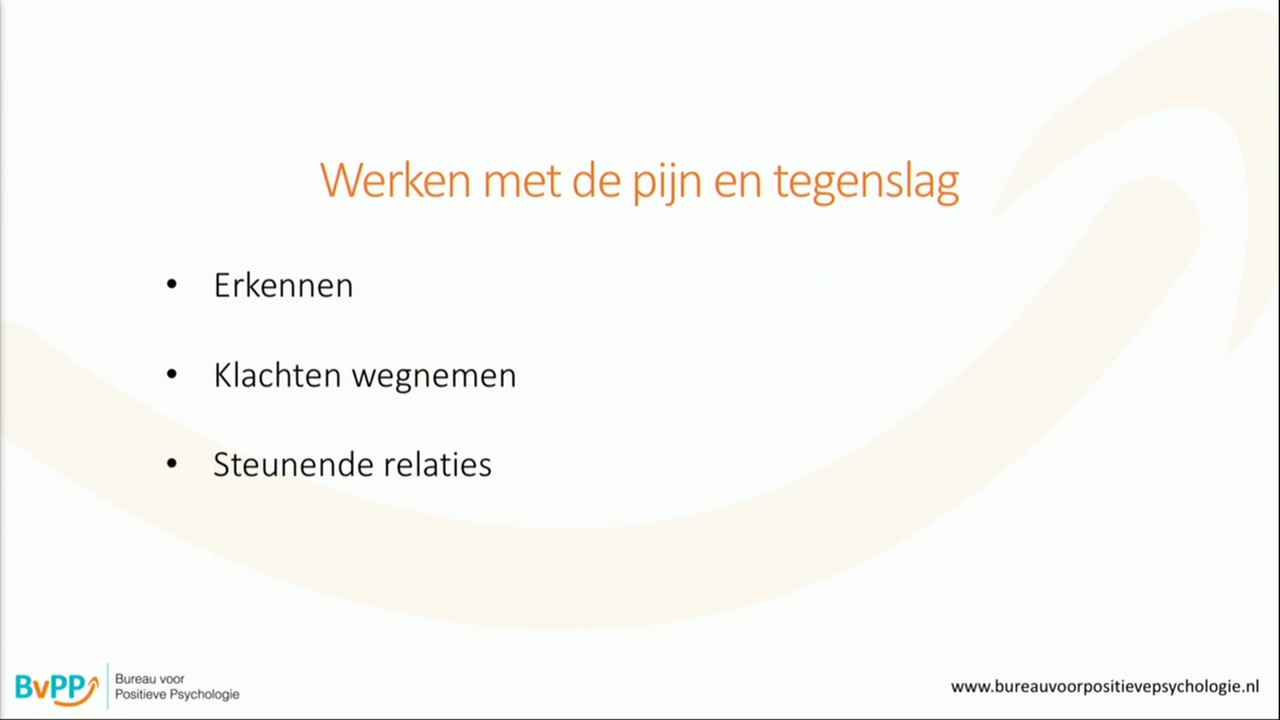 Werken met de pijn en tegenslag
• Erkennen
• Klachten wegnemen
• Steunende relaties
BvPP
Bureau voor
Positieve Psychologie
www.bureauvoorpositievepsychologie.nl